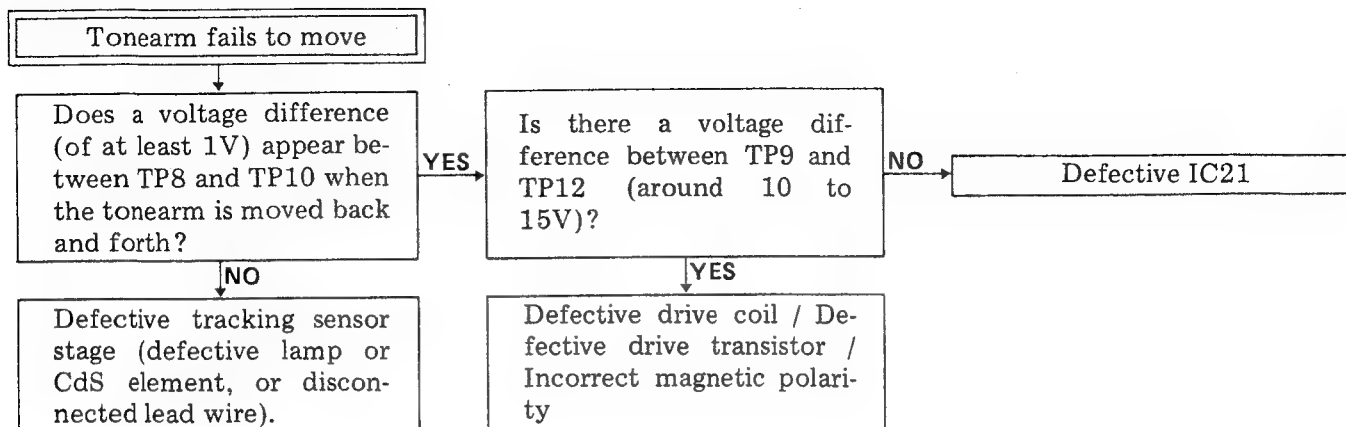 Tonearm fails to move
Does a voltage difference
(of at least 1V) appear be-
tween TP8 and TP10 when
the tonearm is moved back
and forth?
YES
Is there a voltage dif-
ference between TP9 and
TP12 (around 10 to
15V)?
NO
Defective IC21
NO
Defective tracking sensor
stage (defective lamp or
CdS element, or discon-
nected lead wire).
YES
Defective drive coil / De-
fective drive transistor /
Incorrect magnetic polari-
ty